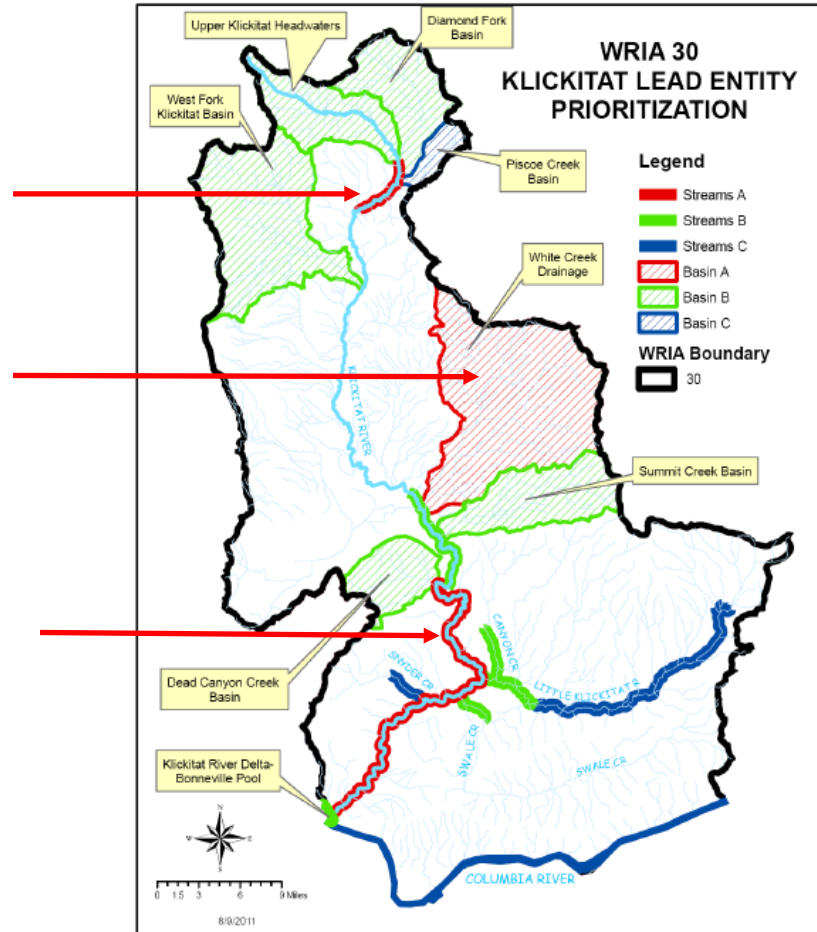 Upper Klickitat Headwaters
Diamond Fork
Basin
WRIA 30
KLICKITAT LEAD ENTITY
PRIORITIZATION
West Fork
Klickitat Basin
Piscoe Creek
Basin
Legend
Streams A
Streams B
Streams C
Basin A
Basin B
Basin C
WRIA Boundary
30
White Creek
Drainage
KLICKITAT RIVER
Summit Creek Basin
Dead Canyon Creek
Basin
CANYON CR
SNYDER CR
LITTLE KLICKITAT R
SWALE CR
SWALE CR
Klickitat River Delta-
Bonneville Pool
N
W E
S
0 1.5 3 6 9 Miles
8/9/2011
COLUMBIA RIVER